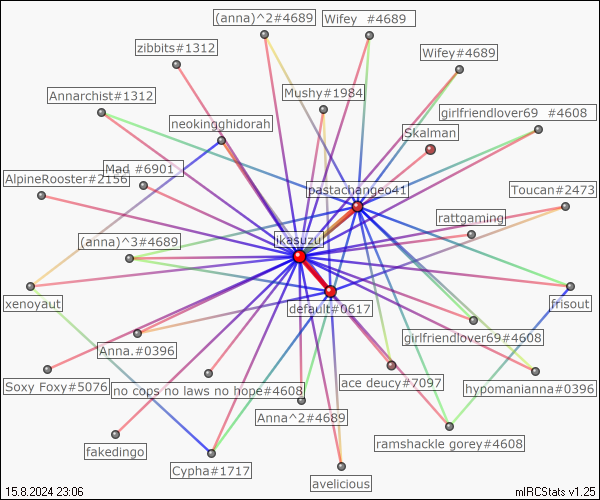 (anna)^2#4689
Wifey  #4689
zibbits#1312
Wifey#4689
Mushy#1984
Annarchist#1312
girlfriendlover69  #4608
neokingghidorah
Skalman
Mad #6901
AlpineRooster#2156
pastachangeo41
Toucan#2473
rattgaming
(anna)^3#4689
ikasuzu
xenoyaut
default#0617
frisout
girlfriendlover69#4608
Anna.#0396
Soxy Foxy#5076
no cops no laws no hope#4608
ace deucy#7097
hypomanianna#0396
Anna^2#4689
ramshackle gorey#4608
fakedingo
Cypha#1717
avelicious
15.8.2024 23:06
mIRCStats v1.25